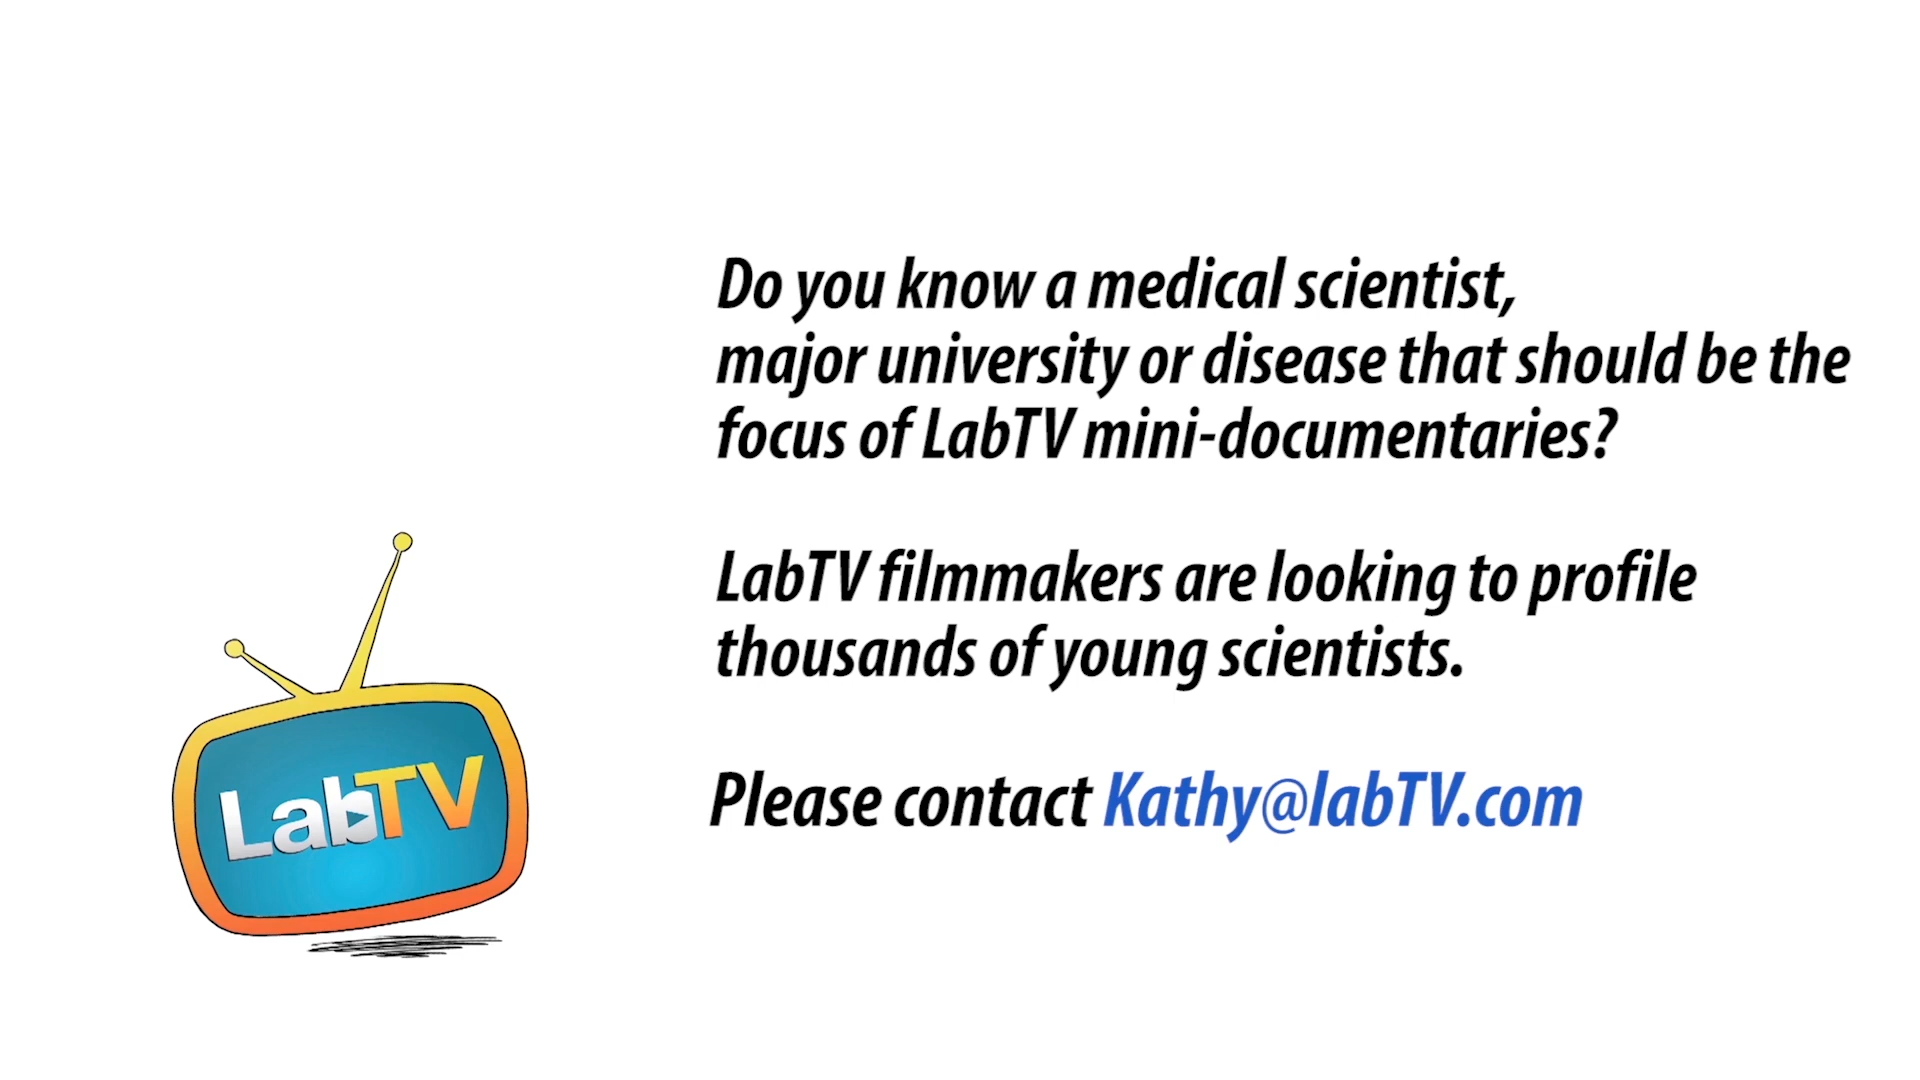 Do you know a medical scientist,
major university or disease that should be the
focus of LabTV mini-documentaries?
LabTV filmmakers are looking to profile
thousands of young scientists.
Please contact Kathy@labTV.com
LabTV